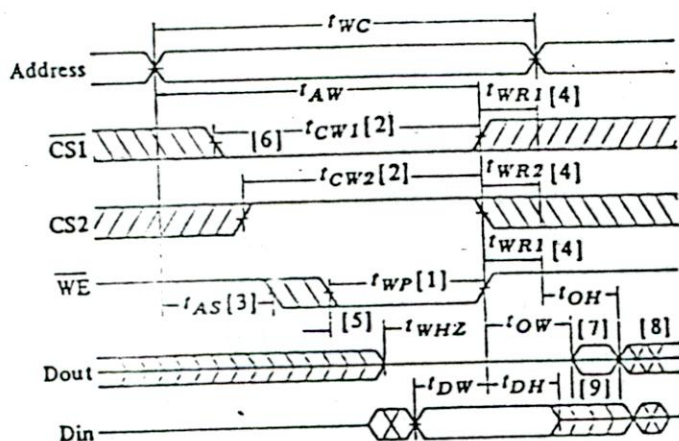 tWC
Address
tAW
tWR1 [4]
CS1
[6]
tCW1 [2]
tCW2 [2]
tWR2 [4]
CS2
tWR1 [4]
WE
tAS [3]
tWP [1]
tOH
[5]
tWHZ
tOW
[7]
[8]
Dout
tDW
tDH
[9]
Din